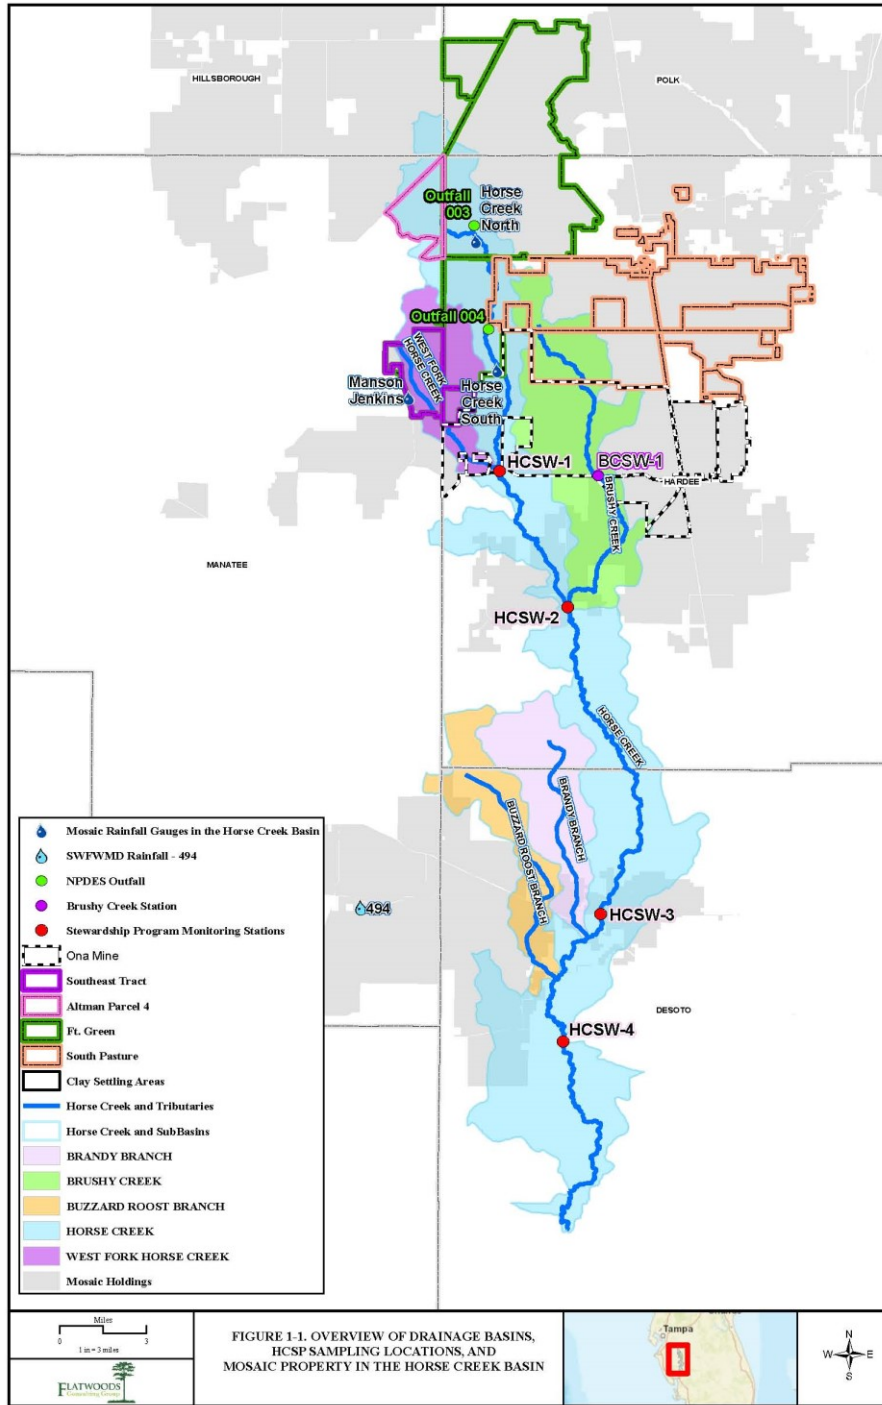 HILLSBOROUGH
POLK
Outfall
003
Horse
Creek
North
Outfall 004
WEST FORK
HORSE CREEK
Manson
Jenkins
Horse
Creek
South
HCSW-1
BCSW-1
HARDEE
BRUSHY CREEK
MANATEE
HCSW-2
HORSE CREEK
BRANDY BRANCH
BUZZARD ROOST BRANCH
494
HCSW-3
DESOTO
HCSW-4
Mosaic Rainfall Gauges in the Horse Creek Basin
SWFWMD Rainfall - 494
NPDES Outfall
Brushy Creek Station
Stewardship Program Monitoring Stations
Ona Mine
Southeast Tract
Altman Parcel 4
Ft. Green
South Pasture
Clay Settling Areas
Horse Creek and Tributaries
Horse Creek and SubBasins
BRANDY BRANCH
BRUSHY CREEK
BUZZARD ROOST BRANCH
HORSE CREEK
WEST FORK HORSE CREEK
Mosaic Holdings
Miles
0 3
1 in = 3 miles
FLATWOODS
Consulting Group
FIGURE 1-1. OVERVIEW OF DRAINAGE BASINS,
HCSP SAMPLING LOCATIONS, AND
MOSAIC PROPERTY IN THE HORSE CREEK BASIN
Tampa
N
W E
S